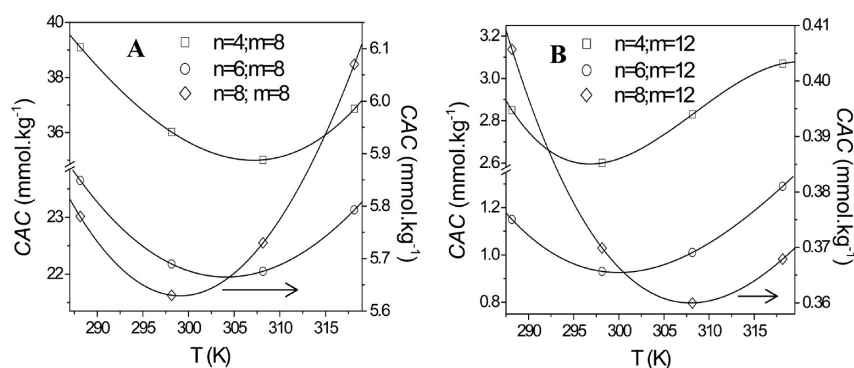 A
n=4;m=8
n=6;m=8
n=8; m=8
CAC (mmol.kg-1)
40
38
36
23
22
CAC (mmol.kg-1)
6.1
6.0
5.9
5.8
5.7
5.6
290 295 300 305 310 315
T (K)
B
n=4;m=12
n=6;m=12
n=8;m=12
CAC (mmol.kg-1)
3.2
3.0
2.8
2.6
1.2
1.0
0.8
CAC (mmol.kg-1)
0.41
0.40
0.39
0.38
0.37
0.36
290 295 300 305 310 315
T (K)